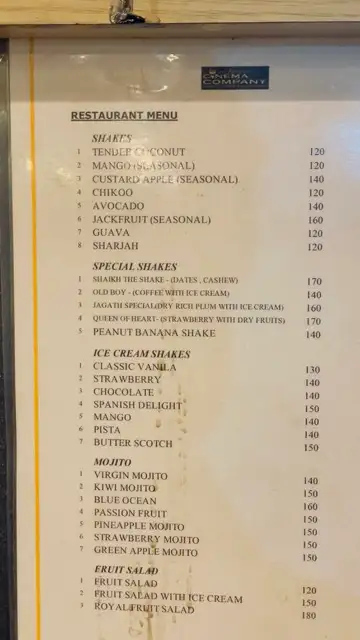 CINEMA
COMPANY
RESTAURANT MENU
SHAKES
1 TENDER COCONUT 120
2 MANGO (SEASONAL) 120
3 CUSTARD APPLE (SEASONAL) 140
4 CHIKOO 120
5 AVOCADO 140
6 JACKFRUIT (SEASONAL) 160
7 GUAVA 120
8 SHARJAH 120
SPECIAL SHAKES
1 SHAIKH THE SHAKE - (DATES , CASHEW) 170
2 OLD BOY - (COFFEE WITH ICE CREAM) 140
3 JAGATH SPECIAL(DRY RICH PLUM WITH ICE CREAM) 160
4 QUEEN OF HEART- (STRAWBERRY WITH DRY FRUITS) 170
5 PEANUT BANANA SHAKE 140
ICE CREAM SHAKES
1 CLASSIC VANILA 130
2 STRAWBERRY 140
3 CHOCOLATE 140
4 SPANISH DELIGHT 150
5 MANGO 140
6 PISTA 140
7 BUTTER SCOTCH 150
MOJITO
1 VIRGIN MOJITO 140
2 KIWI MOJITO 150
3 BLUE OCEAN 160
4 PASSION FRUIT 150
5 PINEAPPLE MOJITO 150
6 STRAWBERRY MOJITO 150
7 GREEN APPLE MOJITO 150
FRUIT SALAD
1 FRUIT SALAD 120
2 FRUIT SALAD WITH ICE CREAM 150
3 ROYAL FRUIT SALAD 180